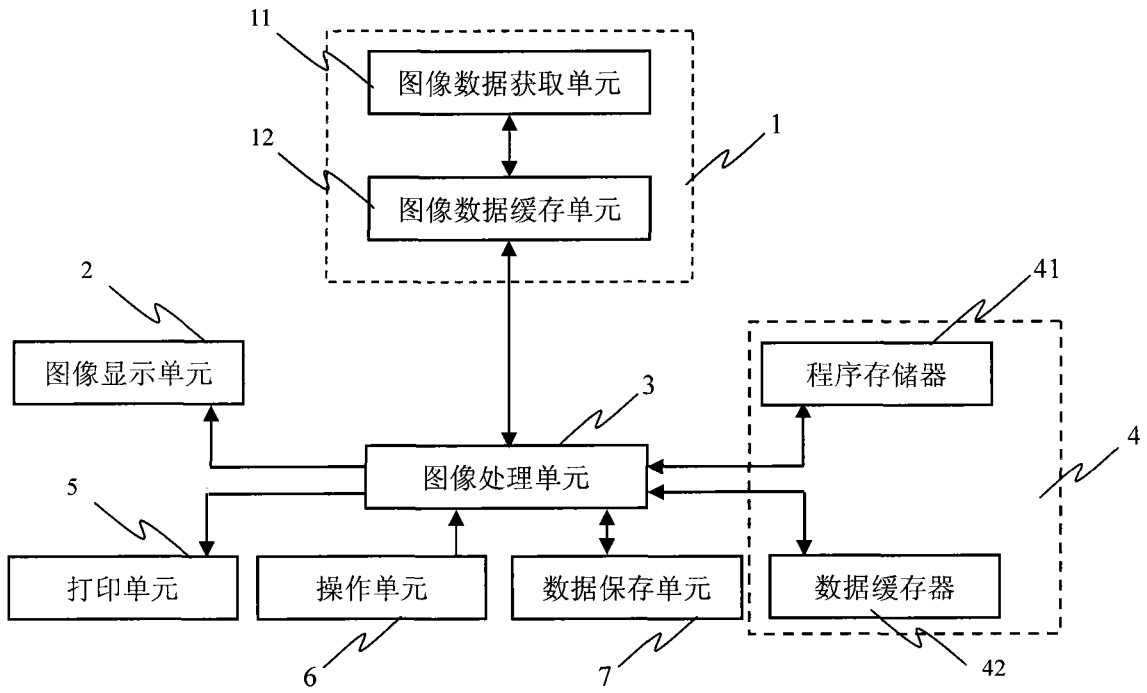 11
图像数据获取单元
12
图像数据缓存单元
1
2
图像显示单元
41
程序存储器
3
图像处理单元
4
5
打印单元
操作单元
数据保存单元
数据缓存器
6
7
42